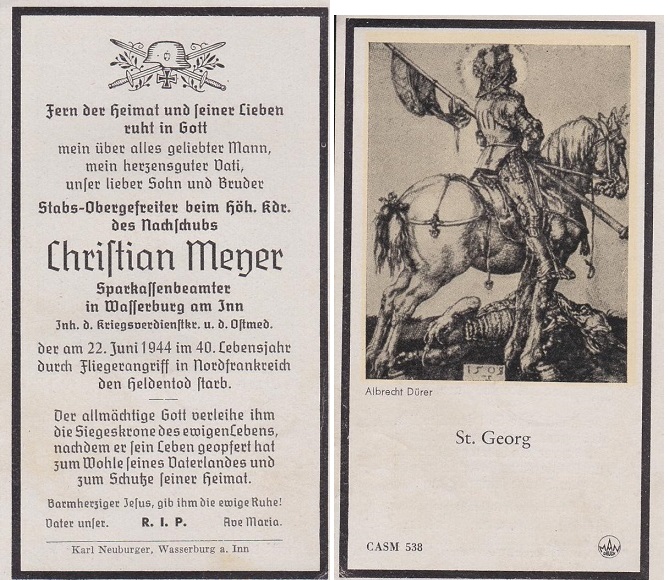 Fern der Heimat und seiner Lieben
ruht in Gott
mein über alles geliebter Mann,
mein herzensguter Vati,
unser lieber Sohn und Bruder
Stabs-Obergefreiter beim Höh. Kdr.
des Nachschubs
Christian Meyer
Sparkassenbeamter
in Wasserburg am Inn
Inh. d. Kriegsverdienstkr. u. d. Ostmed.
der am 22. Juni 1944 im 40. Lebensjahr
durch Fliegerangriff in Nordfrankreich
den Heldentod starb.
Der allmächtige Gott verleihe ihm
die Siegeskrone des ewigen Lebens,
nachdem er sein Leben geopfert hat
zum Wohle seines Vaterlandes und
zum Schutze seiner Heimat.
Barmherziger Jesus, gib ihm die ewige Ruhe!
Vater unser. R. I. P. Ave Maria.
Karl Neuburger, Wasserburg a. Inn
1508
Albrecht Dürer
St. Georg
CASM 538